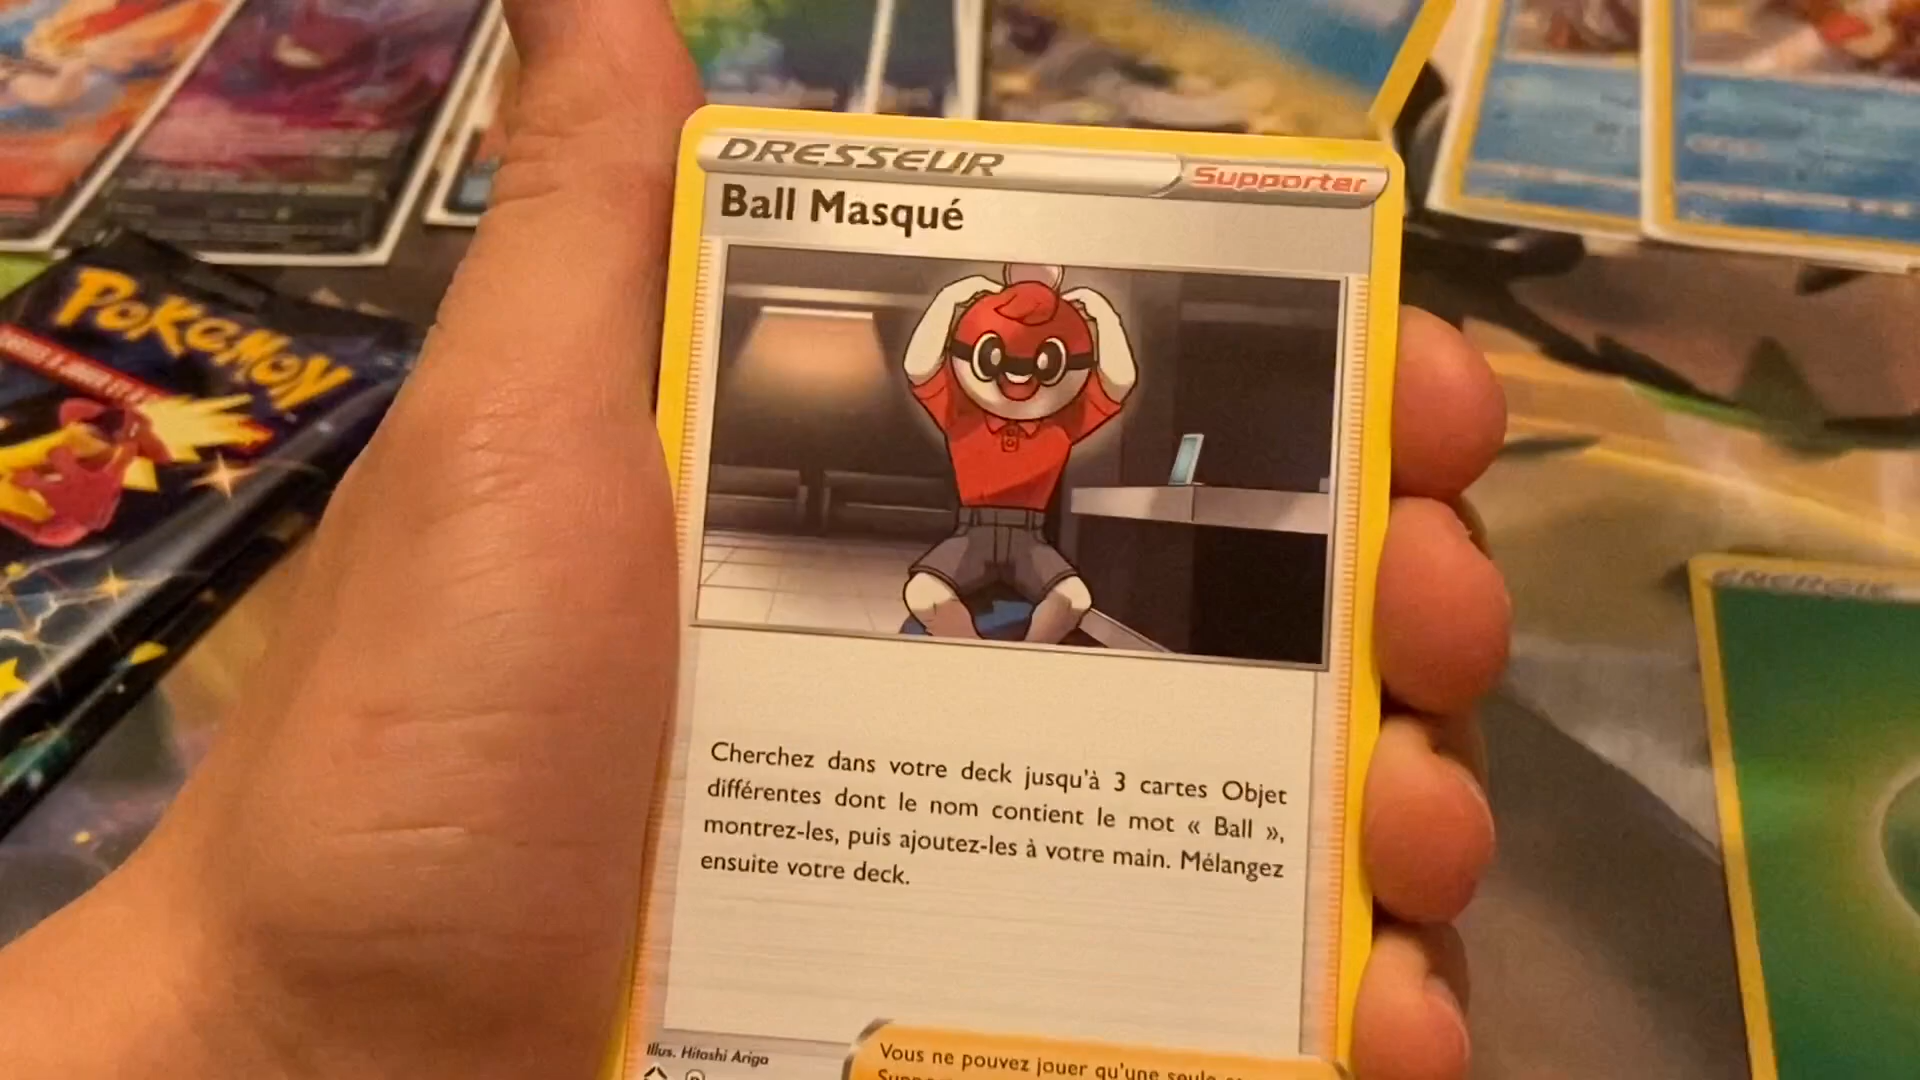 DRESSEUR
Supporter
Ball Masqué
Cherchez dans votre deck jusqu'à 3 cartes Objet
différentes dont le nom contient le mot « Ball »,
montrez-les, puis ajoutez-les à votre main. Mélangez
ensuite votre deck.
Illus. Hitoshi Ariga
Vous ne pouvez jouer qu'une seule
POKÉMON
ÉNERGIE